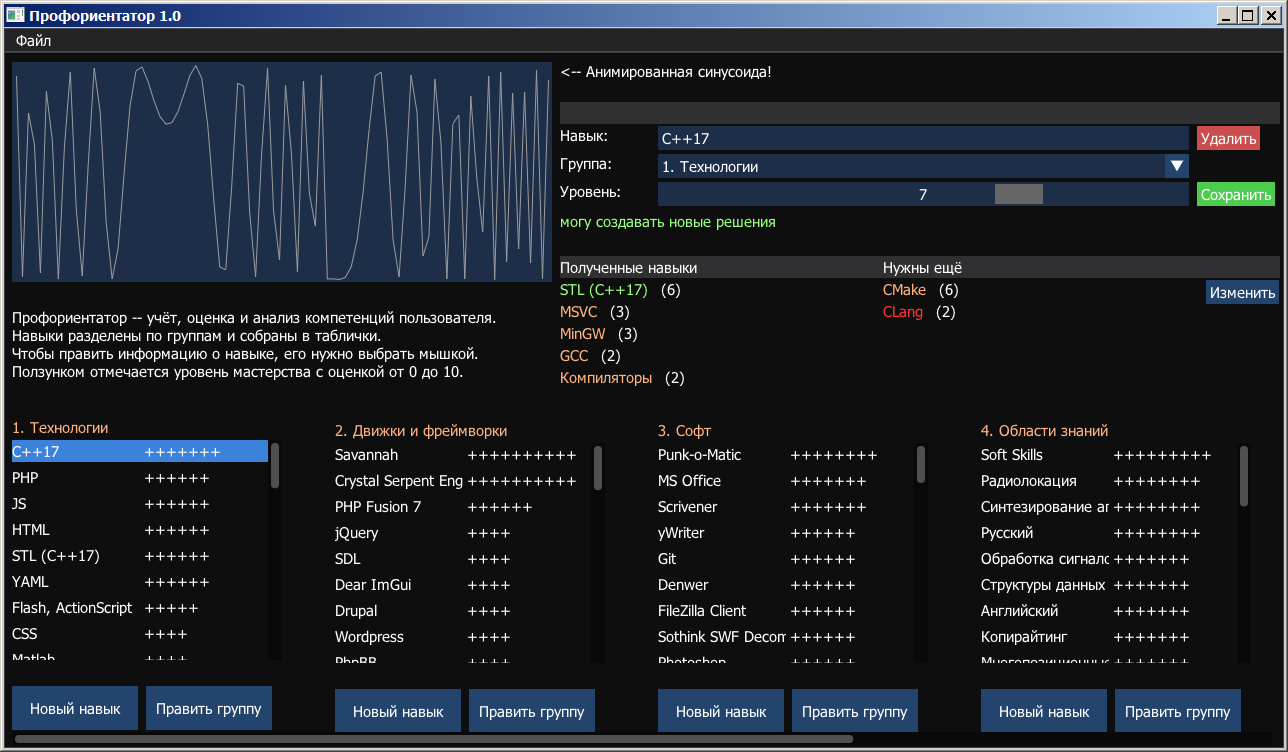 Профориентатор 1.0
Файл
<-- Анимированная синусоида!
Навык: C++17 Удалить
Группа: 1. Технологии
Уровень: 7 Сохранить
могу создавать новые решения
Полученные навыки Нужны ещё
STL (C++17) (6) CMake (6) Изменить
MSVC (3) CLang (2)
MinGW (3)
GCC (2)
Компиляторы (2)
Профориентатор -- учёт, оценка и анализ компетенций пользователя.
Навыки разделены по группам и собраны в таблички.
Чтобы править информацию о навыке, его нужно выбрать мышкой.
Ползунком отмечается уровень мастерства с оценкой от 0 до 10.
1. Технологии
C++17 +++++++
PHP ++++++
JS ++++++
HTML ++++++
STL (C++17) ++++++
YAML ++++++
Flash, ActionScript +++++
CSS ++++
Matlab ++++
Новый навык Править группу
2. Движки и фреймворки
Savannah ++++++++++
Crystal Serpent Eng ++++++++++
PHP Fusion 7 ++++++
jQuery ++++
SDL ++++
Dear ImGui ++++
Drupal ++++
Wordpress ++++
PhpBB ++++
Новый навык Править группу
3. Софт
Punk-o-Matic ++++++++
MS Office +++++++
Scrivener +++++++
yWriter ++++++
Git ++++++
Denwer ++++++
FileZilla Client ++++++
Sothink SWF Decom ++++++
Photoshop ++++++
Новый навык Править группу
4. Области знаний
Soft Skills +++++++++
Радиолокация ++++++++
Синтезирование ап ++++++++
Русский ++++++++
Обработка сигнало +++++++
Структуры данных +++++++
Английский +++++++
Копирайтинг +++++++
Многопозиционные +++++++
Новый навык Править группу